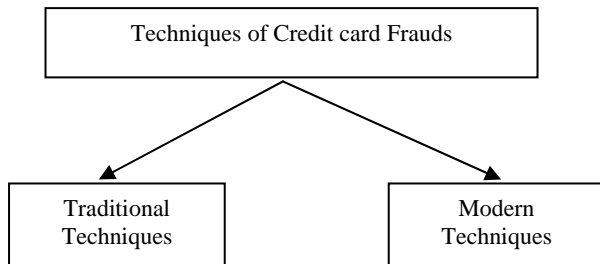 Techniques of Credit card Frauds
Traditional
Techniques
Modern
Techniques